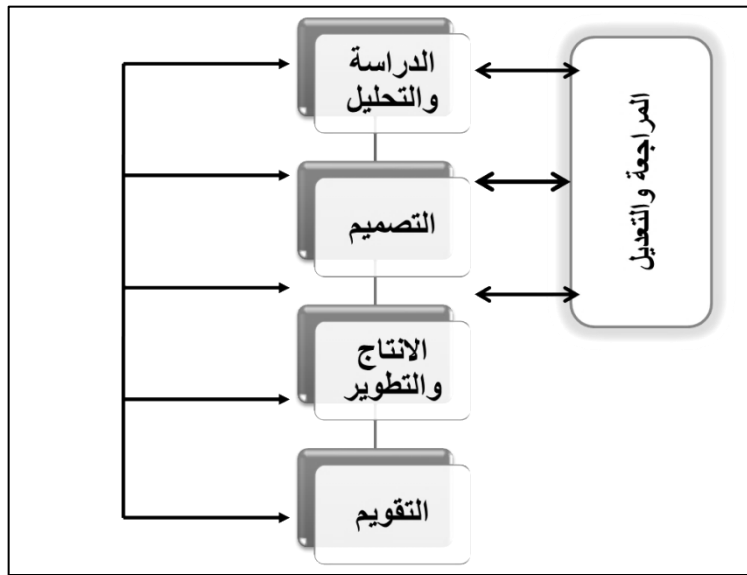 الدراسة
والتحليل
التصميم
الانتاج
والتطوير
التقويم
المراجعة والتعديل